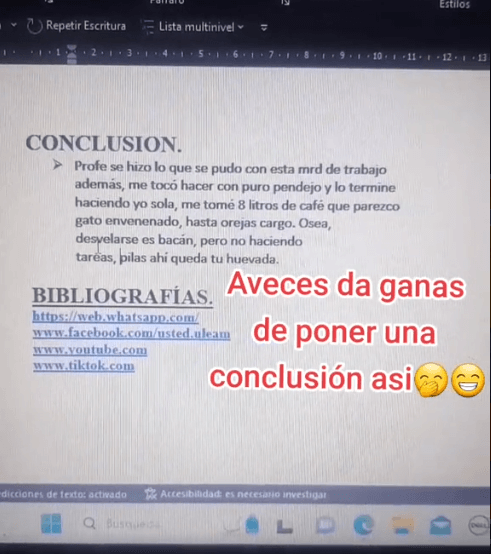 Estilos
Repetir Escritura
Lista multinivel
1 2 3 4 5 6 7 8 9 10 11 12 13
CONCLUSION.
➢ Profe se hizo lo que se pudo con esta mrd de trabajo
además, me tocó hacer con puro pendejo y lo termine
haciendo yo sola, me tomé 8 litros de café que parezco
gato envenenado, hasta orejas cargo. Osea,
desvelarse es bacán, pero no haciendo
tareas, pilas ahí queda tu huevada.
BIBLIOGRAFÍAS.
https://web.whatsapp.com/
www.facebook.com/usted.uleam
www.youtube.com
www.tiktok.com
Aveces da ganas
de poner una
conclusión asi🤭😁
edicciones de texto: activado
Accesibilidad: es necesario investigar
Búsqueda
DELL